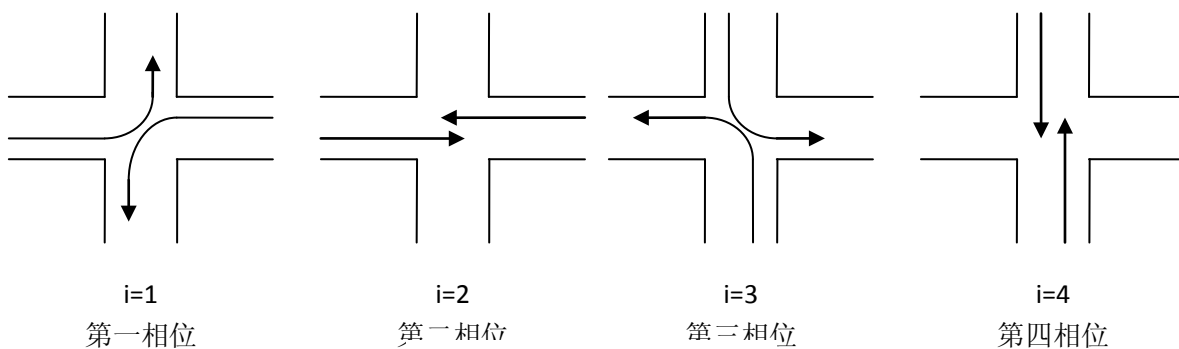 i=1
i=2
i=3
i=4
第一相位
第二相位
第三相位
第四相位